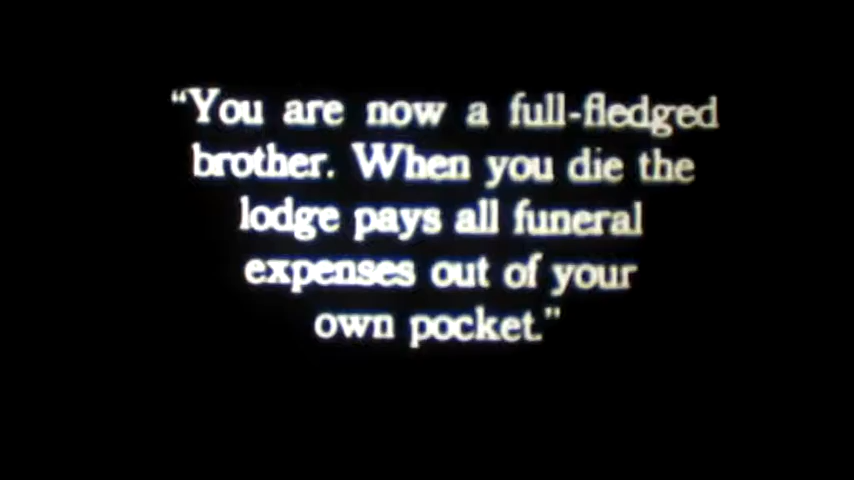 “You are now a full-fledged
brother. When you die the
lodge pays all funeral
expenses out of your
own pocket.”